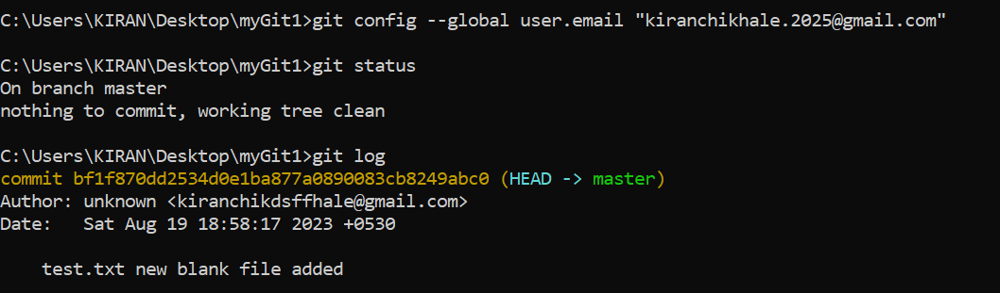 C:\Users\KIRAN\Desktop\myGit1>git config --global user.email "kiranchikhale.2025@gmail.com"
C:\Users\KIRAN\Desktop\myGit1>git status
On branch master
nothing to commit, working tree clean
C:\Users\KIRAN\Desktop\myGit1>git log
commit bf1f870dd2534d0e1ba877a0890083cb8249abc0 (HEAD -> master)
Author: unknown <kiranchikdsffhale@gmail.com>
Date:   Sat Aug 19 18:58:17 2023 +0530
test.txt new blank file added